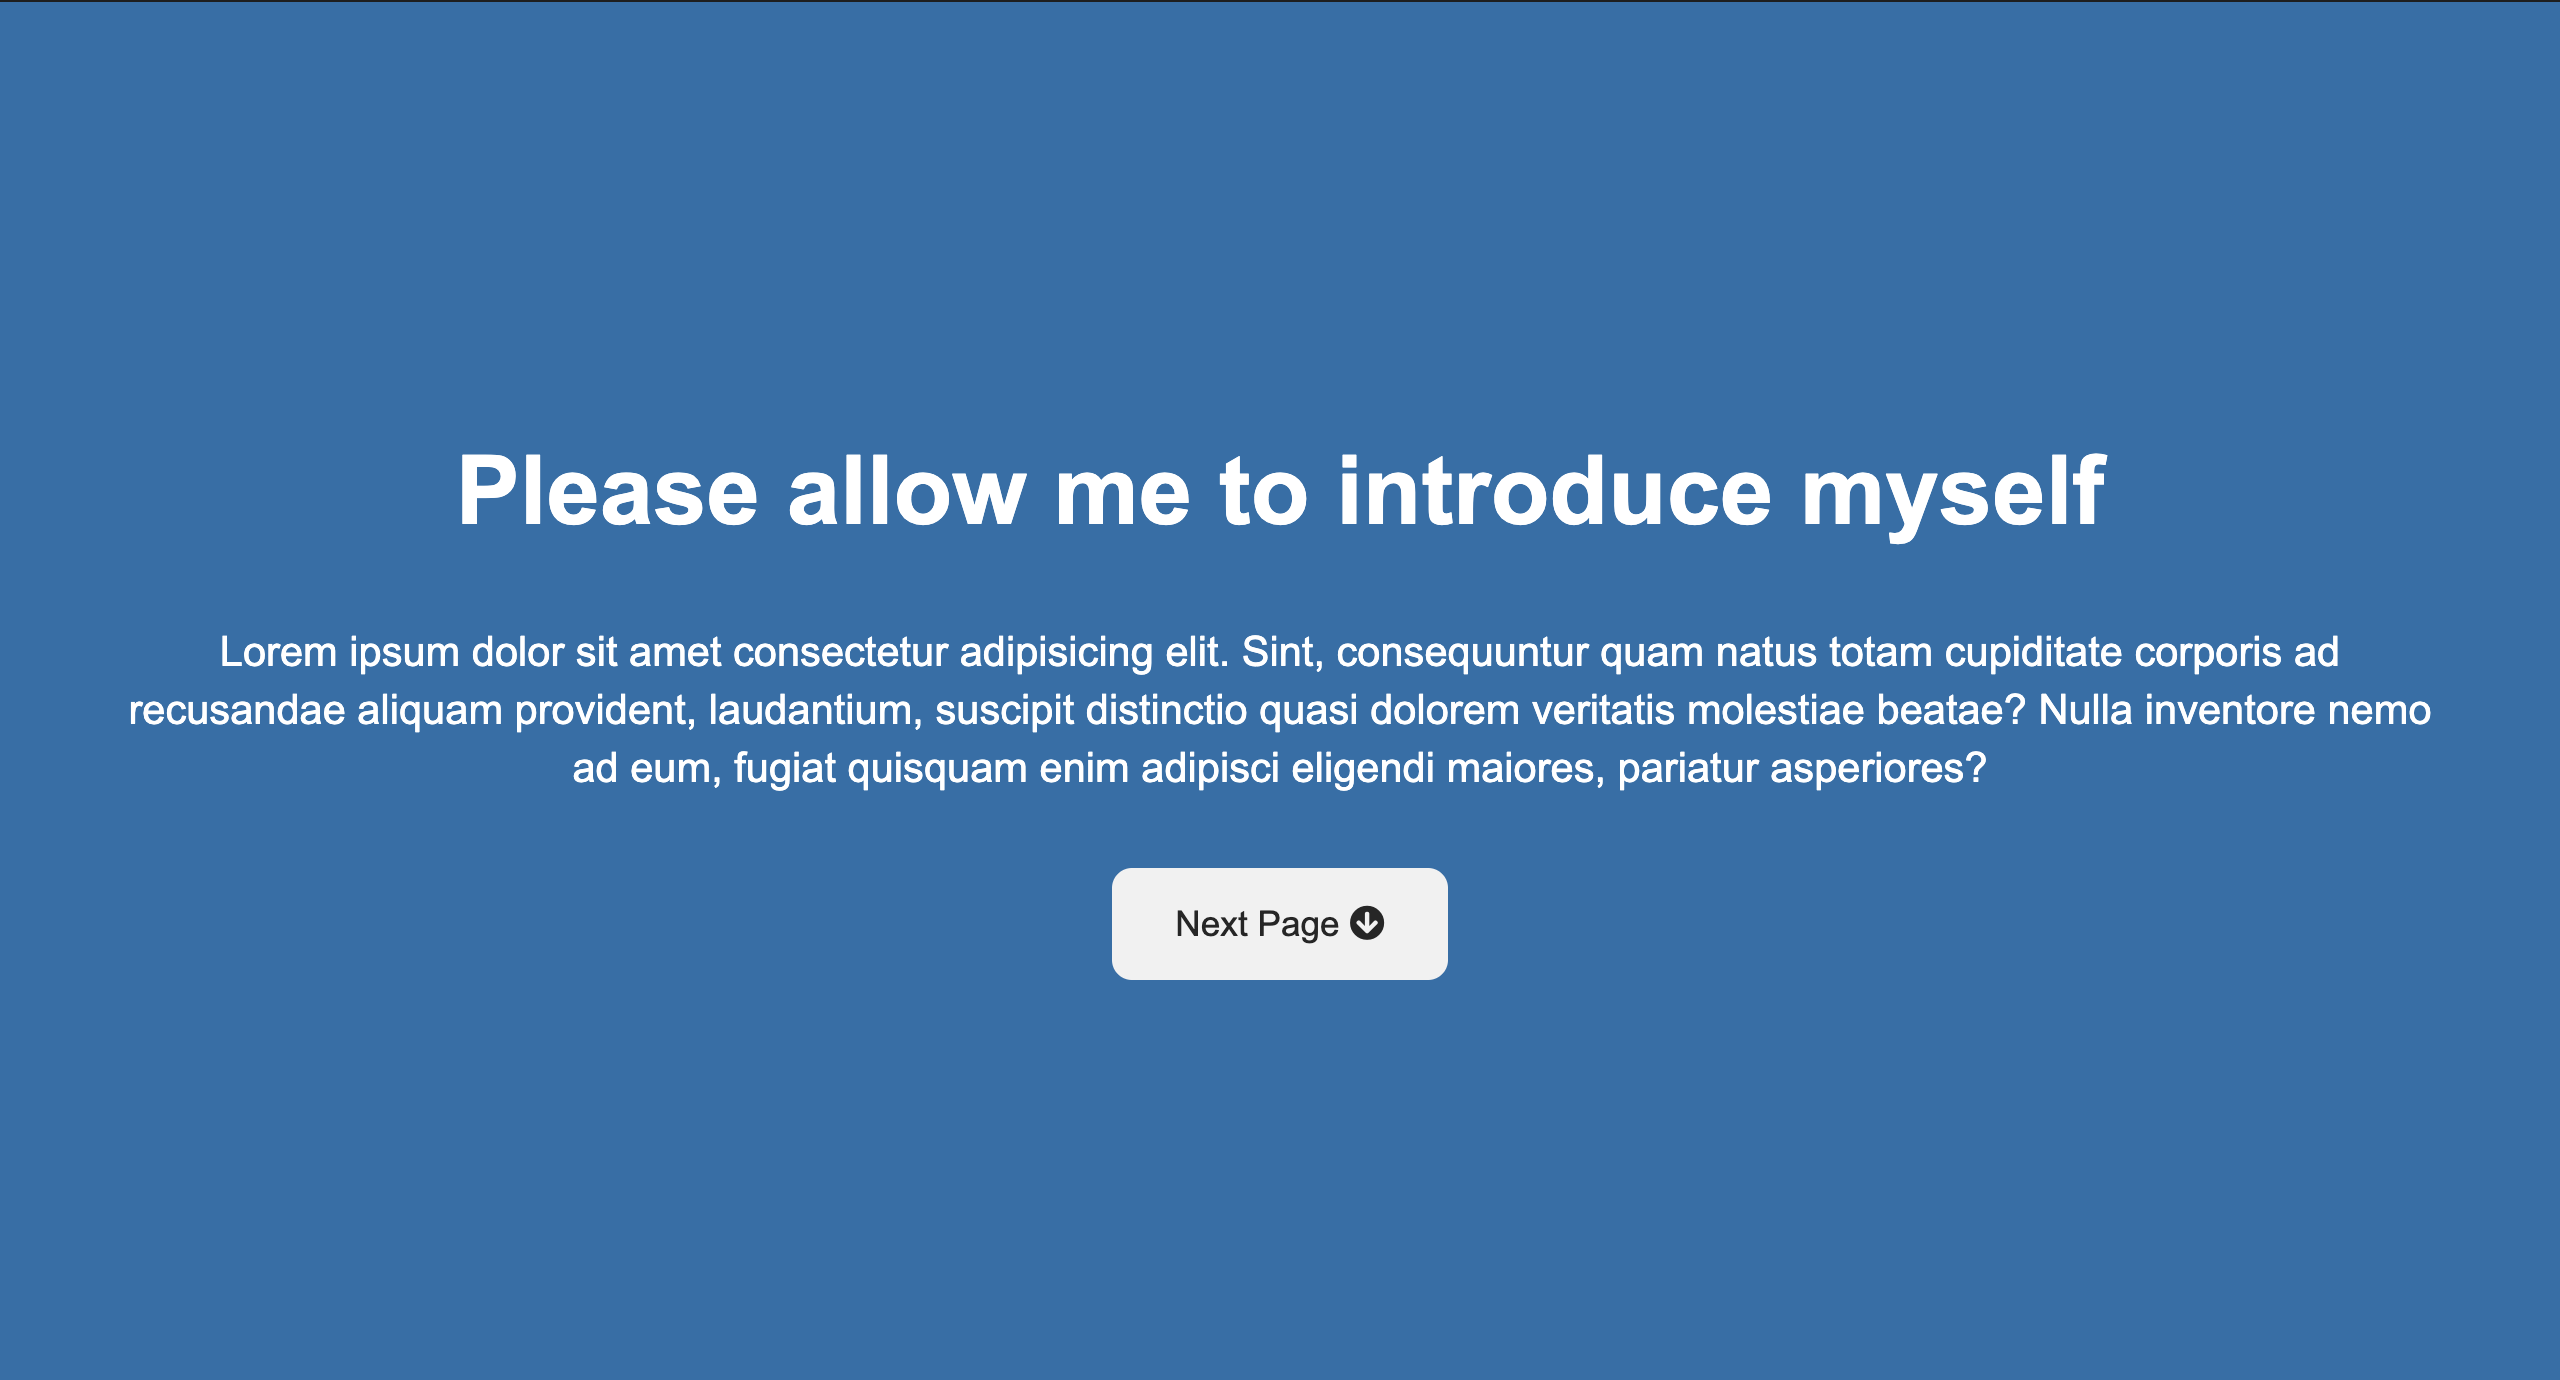 Please allow me to introduce myself
Lorem ipsum dolor sit amet consectetur adipisicing elit. Sint, consequuntur quam natus totam cupiditate corporis ad
recusandae aliquam provident, laudantium, suscipit distinctio quasi dolorem veritatis molestiae beatae? Nulla inventore nemo
ad eum, fugiat quisquam enim adipisci eligendi maiores, pariatur asperiores?
Next Page